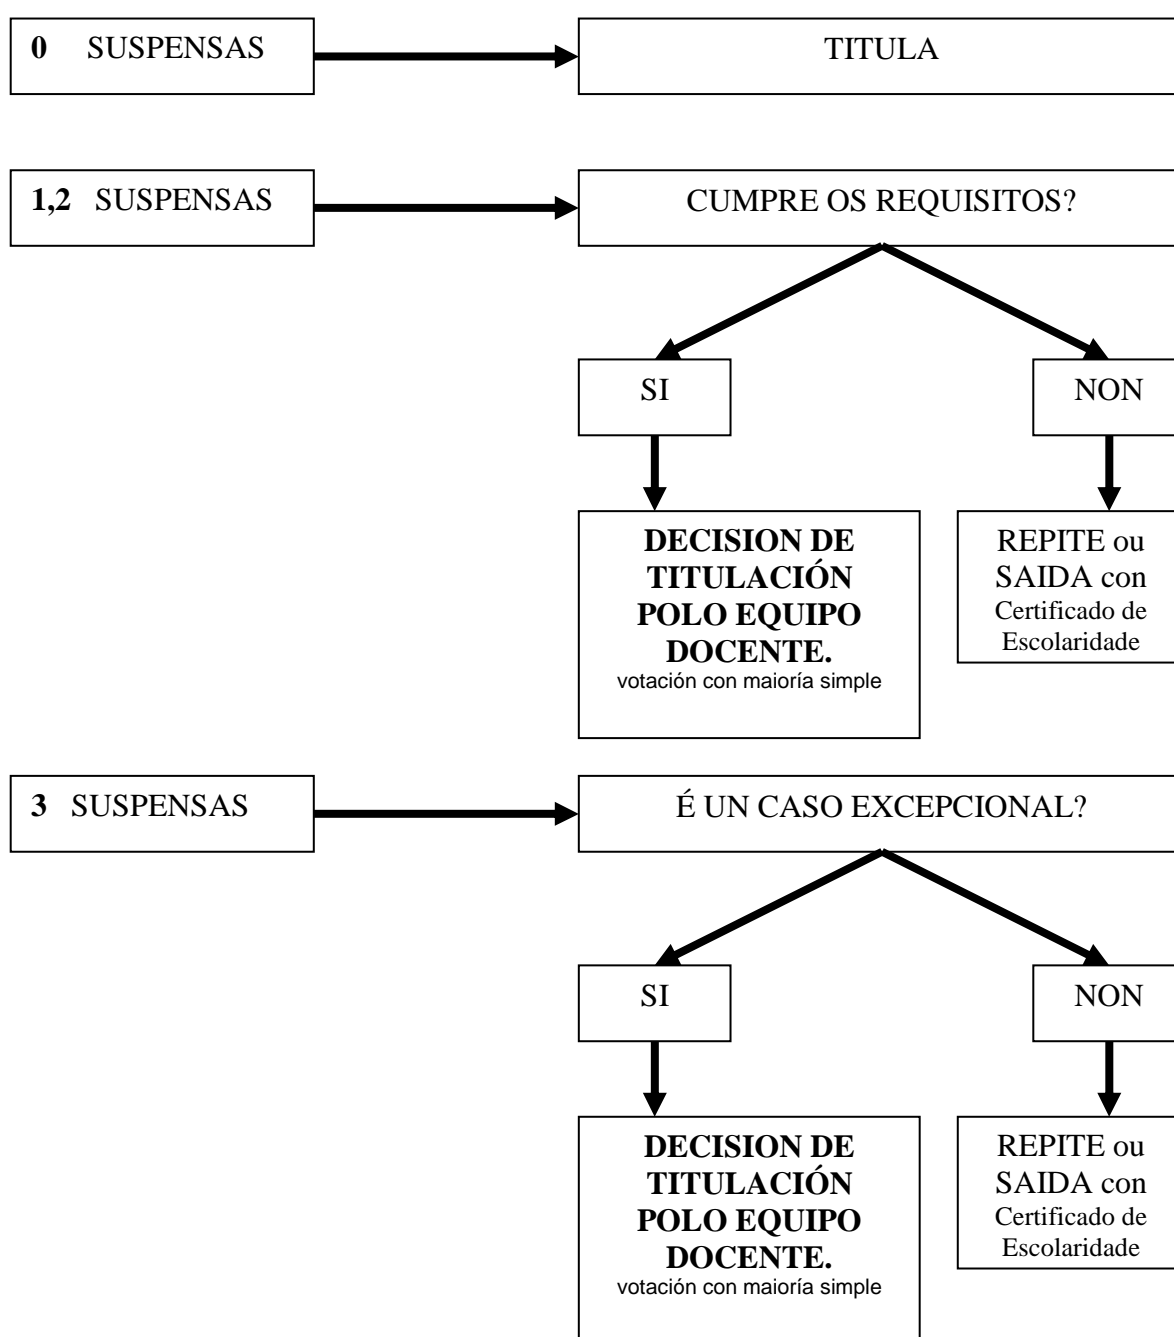 0 SUSPENSAS
TITULA
1,2 SUSPENSAS
CUMPRE OS REQUISITOS?
SI
NON
DECISION DE
TITULACIÓN
POLO EQUIPO
DOCENTE.
votación con maioría simple
REPITE ou
SAIDA con
Certificado de
Escolaridade
3 SUSPENSAS
É UN CASO EXCEPCIONAL?
SI
NON
DECISION DE
TITULACIÓN
POLO EQUIPO
DOCENTE.
votación con maioría simple
REPITE ou
SAIDA con
Certificado de
Escolaridade